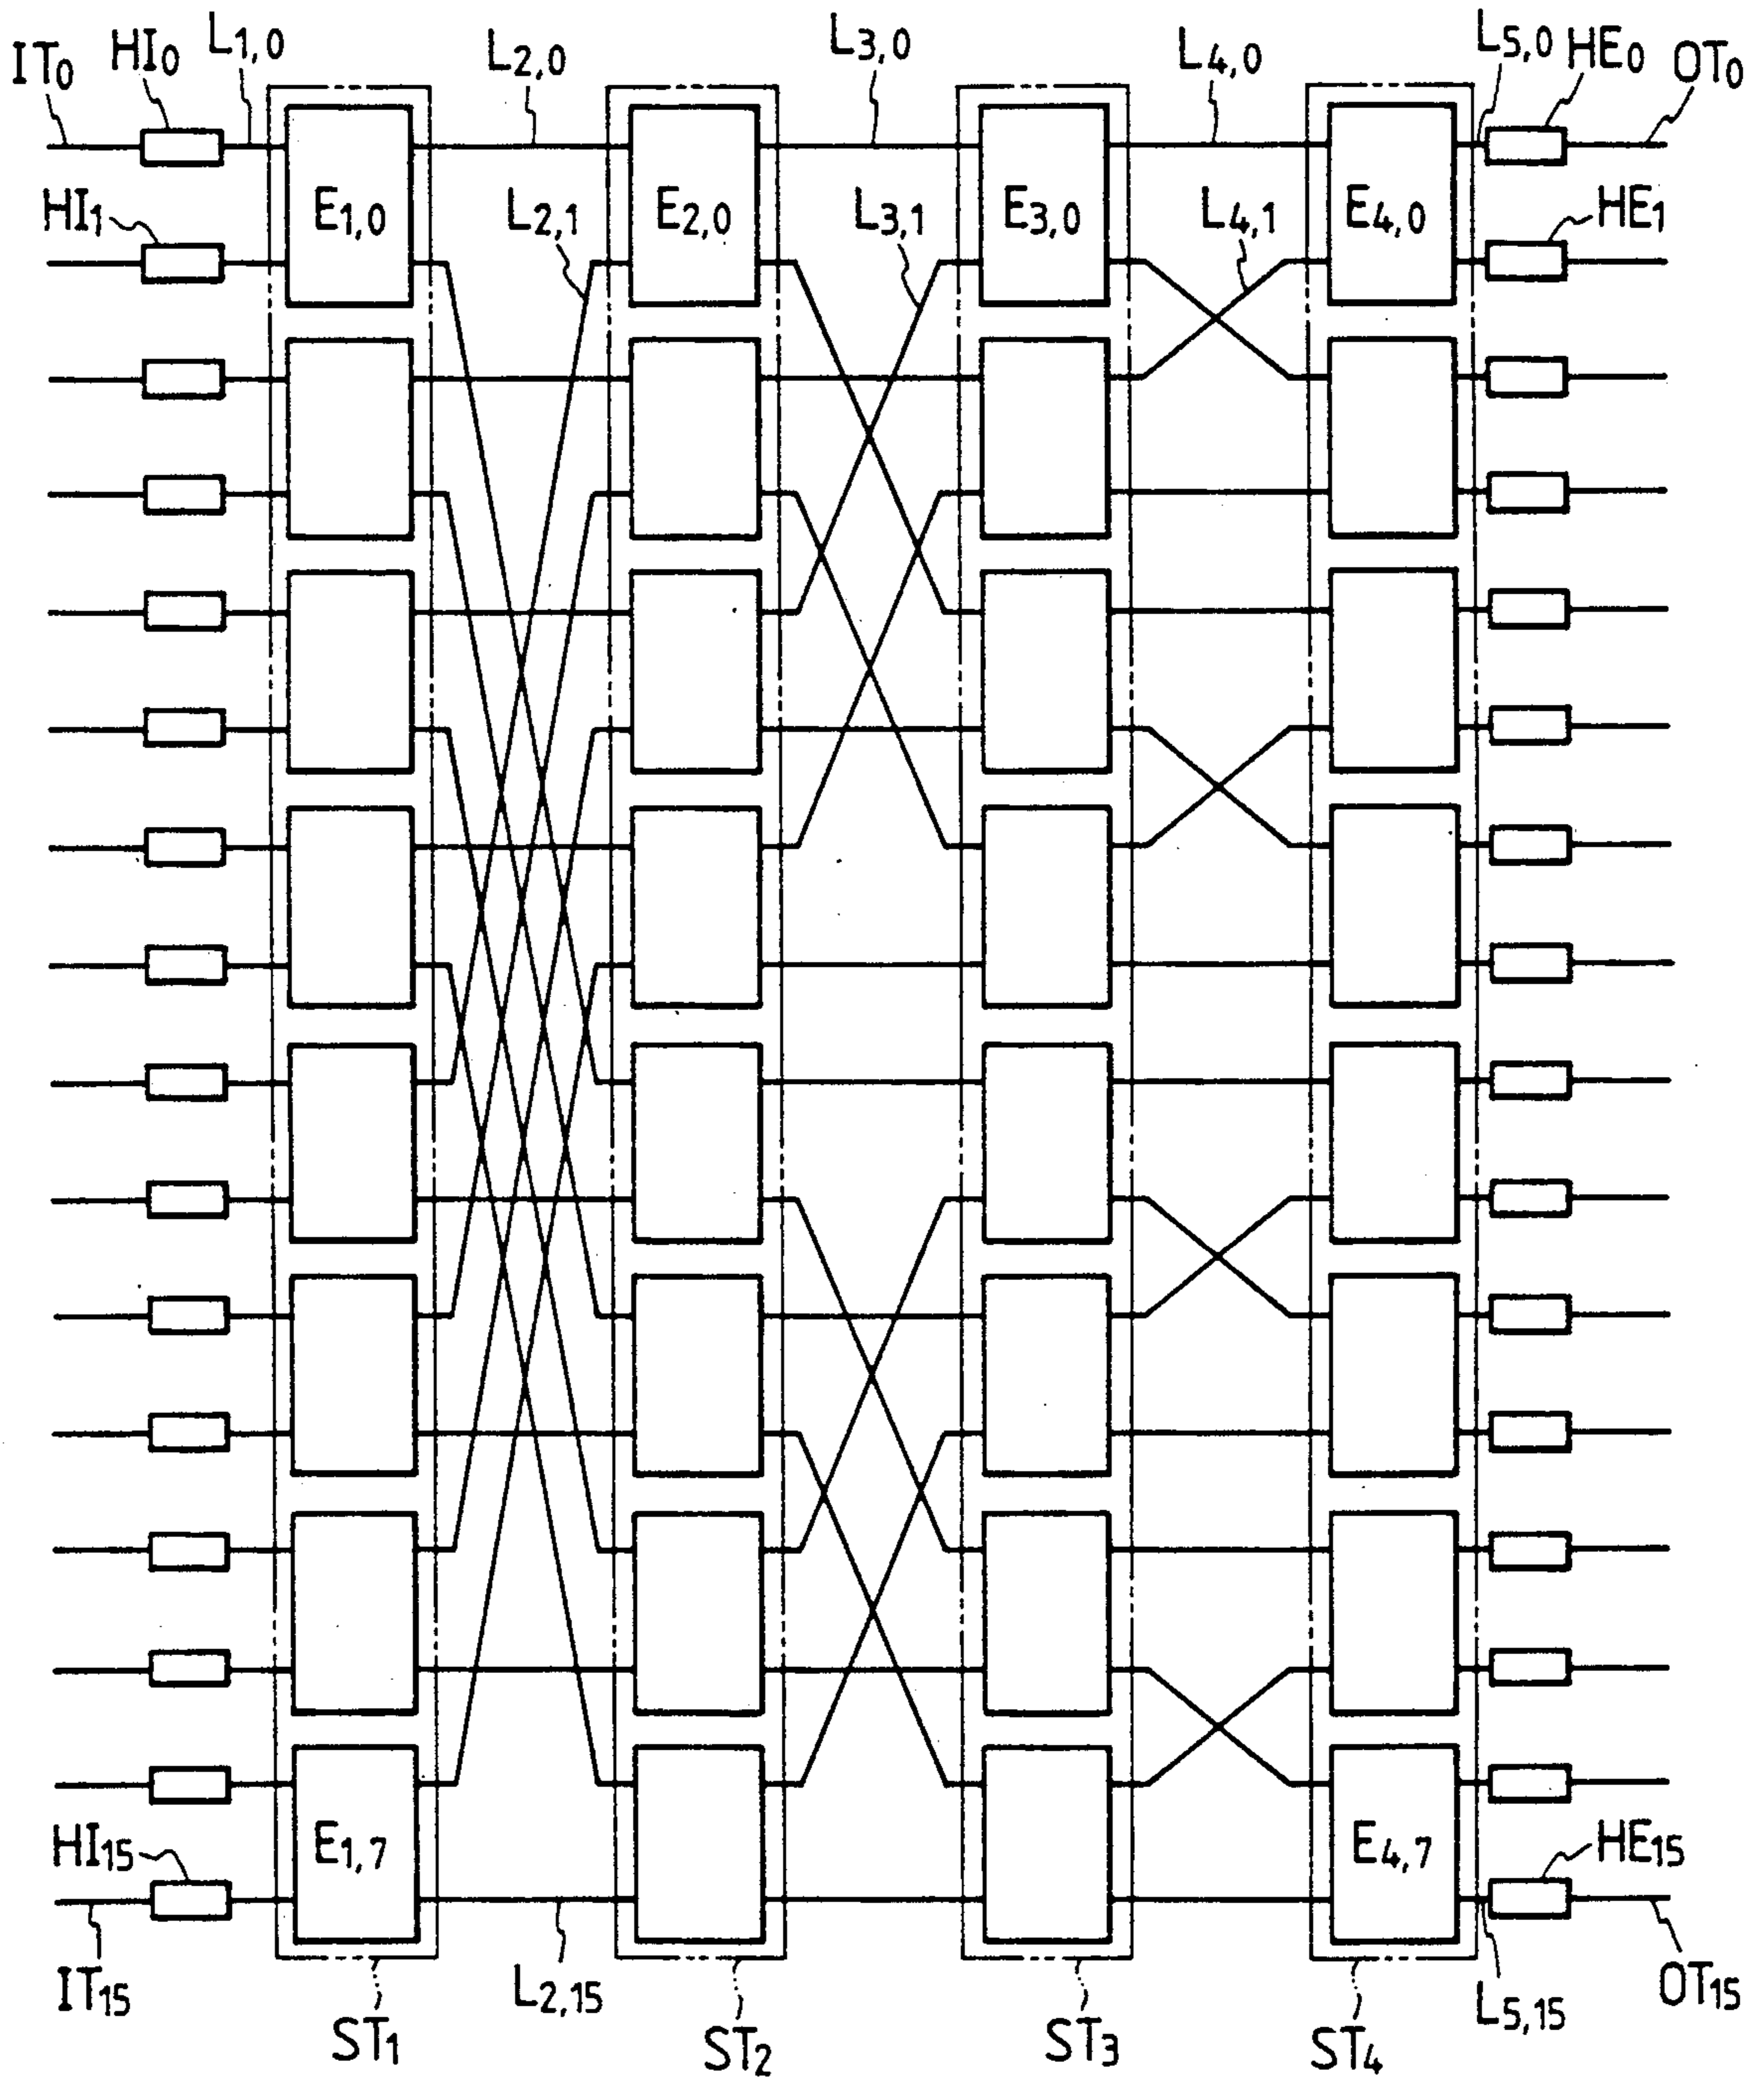 IT0 HI0 L1,0 L2,0 L3,0 L4,0 L5,0 HE0 OT0
HI1 E1,0 L2,1 E2,0 L3,1 E3,0 L4,1 E4,0 HE1
HI15 E1,7 E4,7 HE15
IT15 L2,15 L5,15 OT15
ST1 ST2 ST3 ST4